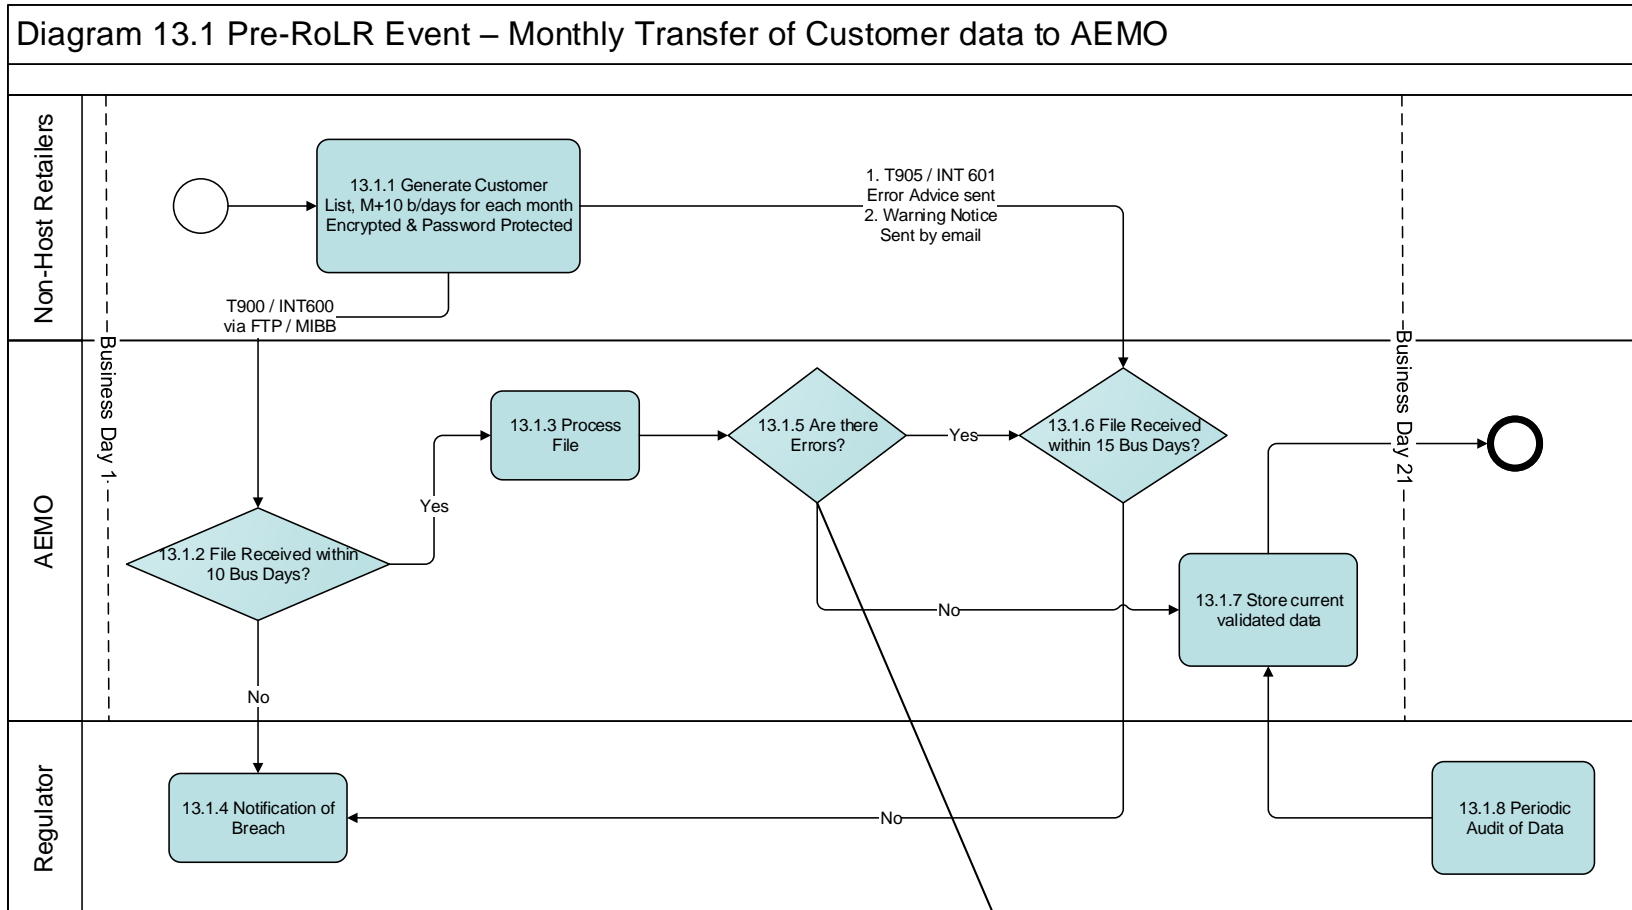 Diagram 13.1 Pre-RoLR Event – Monthly Transfer of Customer data to AEMO
Non-Host Retailers
13.1.1 Generate Customer
List, M+10 b/days for each month
Encrypted & Password Protected
1. T905 / INT 601
Error Advice sent
2. Warning Notice
Sent by email
T900 / INT600
via FTP / MIBB
Business Day 1
Business Day 21
AEMO
13.1.3 Process
File
13.1.5 Are there
Errors?
Yes
13.1.6 File Received
within 15 Bus Days?
Yes
13.1.2 File Received within
10 Bus Days?
No
13.1.7 Store current
validated data
No
Regulator
13.1.4 Notification of
Breach
No
13.1.8 Periodic
Audit of Data